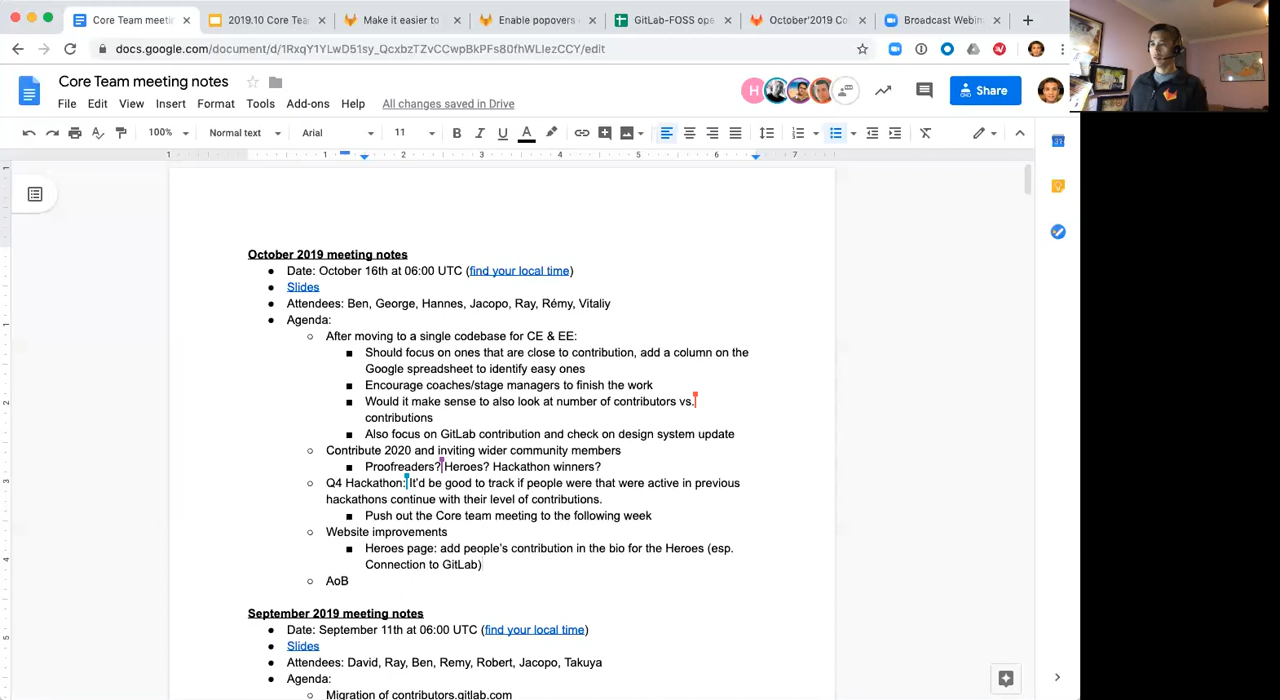 Core Team meeti
2019.10 Core Tea
Make it easier to
Enable popovers
GitLab-FOSS ope
October'2019 Co
Broadcast Webin
docs.google.com/document/d/1RxqY1YLwD51sy_QcxbzTZvCCwpBkPFs80fhWLIezCCY/edit
Core Team meeting notes
File Edit View Insert Format Tools Add-ons Help All changes saved in Drive
H
Share
100% Normal text Arial 11 B I U A
1 1 2 3 4 5 6 7
October 2019 meeting notes
● Date: October 16th at 06:00 UTC (find your local time)
● Slides
● Attendees: Ben, George, Hannes, Jacopo, Ray, Rémy, Vitaliy
● Agenda:
○ After moving to a single codebase for CE & EE:
■ Should focus on ones that are close to contribution, add a column on the
Google spreadsheet to identify easy ones
■ Encourage coaches/stage managers to finish the work
■ Would it make sense to also look at number of contributors vs.
contributions
■ Also focus on GitLab contribution and check on design system update
○ Contribute 2020 and inviting wider community members
■ Proofreaders? Heroes? Hackathon winners?
○ Q4 Hackathon: It'd be good to track if people were that were active in previous
hackathons continue with their level of contributions.
■ Push out the Core team meeting to the following week
○ Website improvements
■ Heroes page: add people's contribution in the bio for the Heroes (esp.
Connection to GitLab)
○ AoB
September 2019 meeting notes
● Date: September 11th at 06:00 UTC (find your local time)
● Slides
● Attendees: David, Ray, Ben, Remy, Robert, Jacopo, Takuya
● Agenda:
○ Migration of contributors.gitlab.com